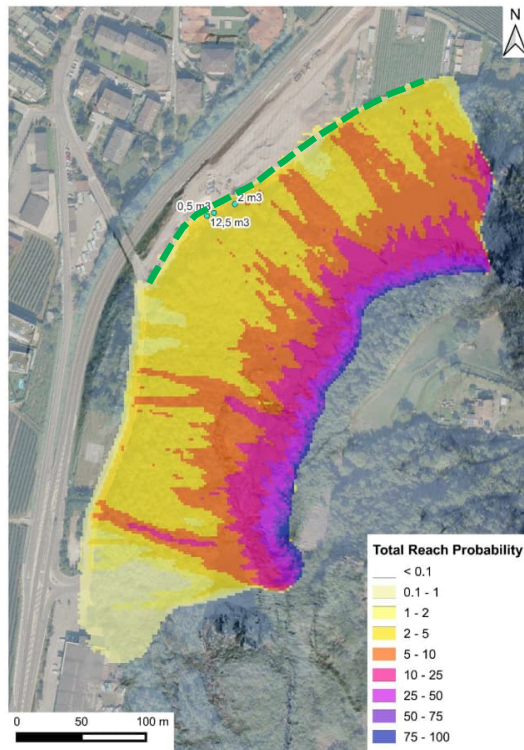 N
2 m3
0,5 m3
12,5 m3
Total Reach Probability
< 0.1
0.1 - 1
1 - 2
2 - 5
5 - 10
10 - 25
25 - 50
50 - 75
75 - 100
0 50 100 m